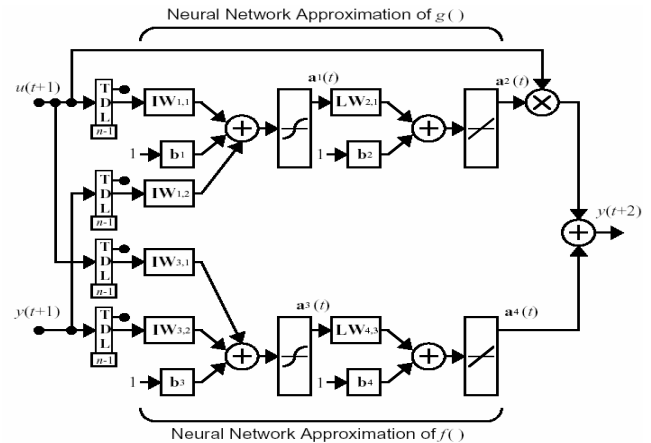 Neural Network Approximation of g ( )
a¹(t)
a² (t)
u(t+1)
T
D
L
n-1
IW1,1
LW2,1
1
b1
1
b2
T
D
L
n-1
IW1,2
y(t+2)
T
D
L
n-1
IW3,1
a³ (t)
a⁴ (t)
y(t+1)
T
D
L
n-1
IW3,2
LW4,3
1
b3
1
b4
Neural Network Approximation of f ( )